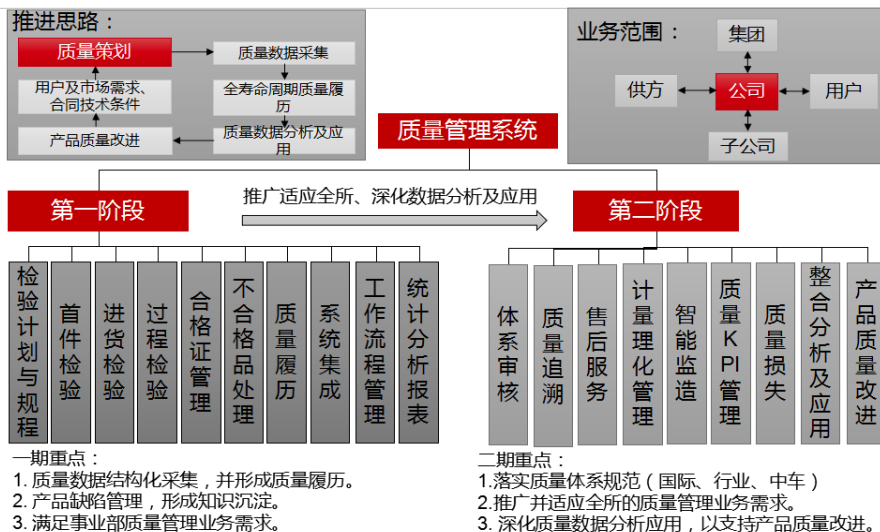 推进思路：
质量策划
质量数据采集
用户及市场需求、
合同技术条件
全寿命周期质量履
历
产品质量改进
质量数据分析及应
用
业务范围：
集团
供方
公司
用户
子公司
质量管理系统
第一阶段
推广适应全所、深化数据分析及应用
第二阶段
检验计划与规程
首件检验
进货检验
过程检验
合格证管理
不合格品处理
质量履历
系统集成
工作流程管理
统计分析报表
体系审核
质量追溯
售后服务
计量理化管理
智能监造
质量KPI管理
质量损失
整合分析及应用
产品质量改进
一期重点：
1. 质量数据结构化采集，并形成质量履历。
2. 产品缺陷管理，形成知识沉淀。
3. 满足事业部质量管理业务需求。
二期重点：
1.落实质量体系规范（国际、行业、中车）
2.推广并适应全所的质量管理业务需求。
3. 深化质量数据分析应用，以支持产品质量改进。